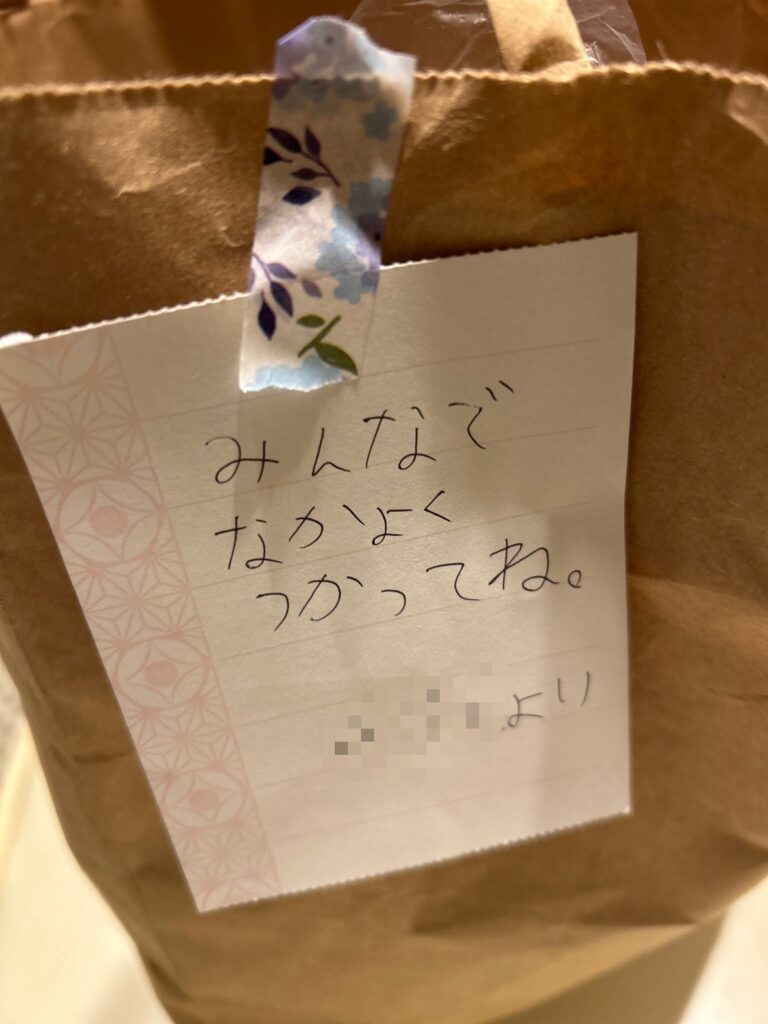 みんなで
なかよく
つかってね。
より